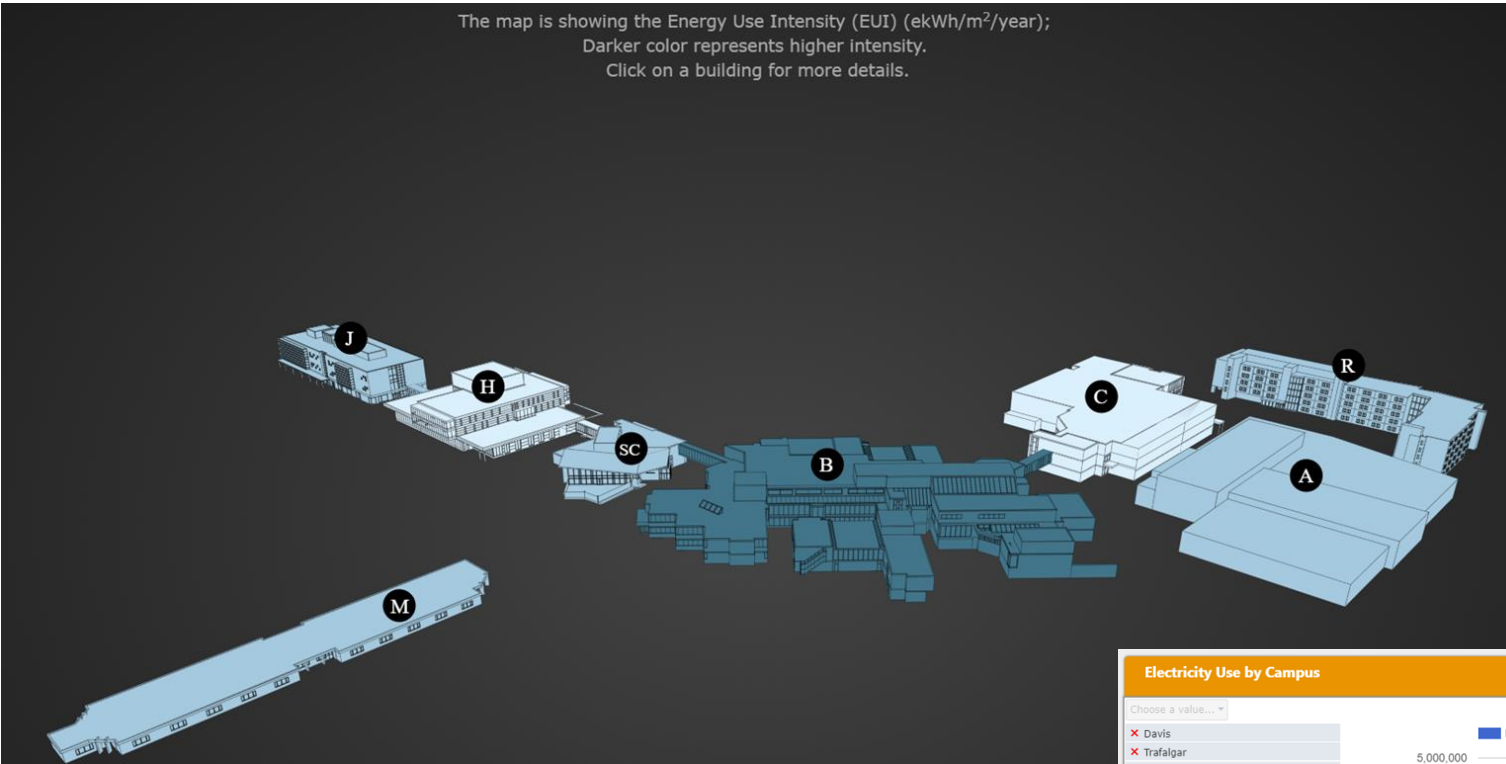 The map is showing the Energy Use Intensity (EUI) (ekWh/m²/year);
Darker color represents higher intensity.
Click on a building for more details.
J
H
SC
B
C
R
A
M
Electricity Use by Campus
Choose a value...
Davis
Trafalgar
5,000,000